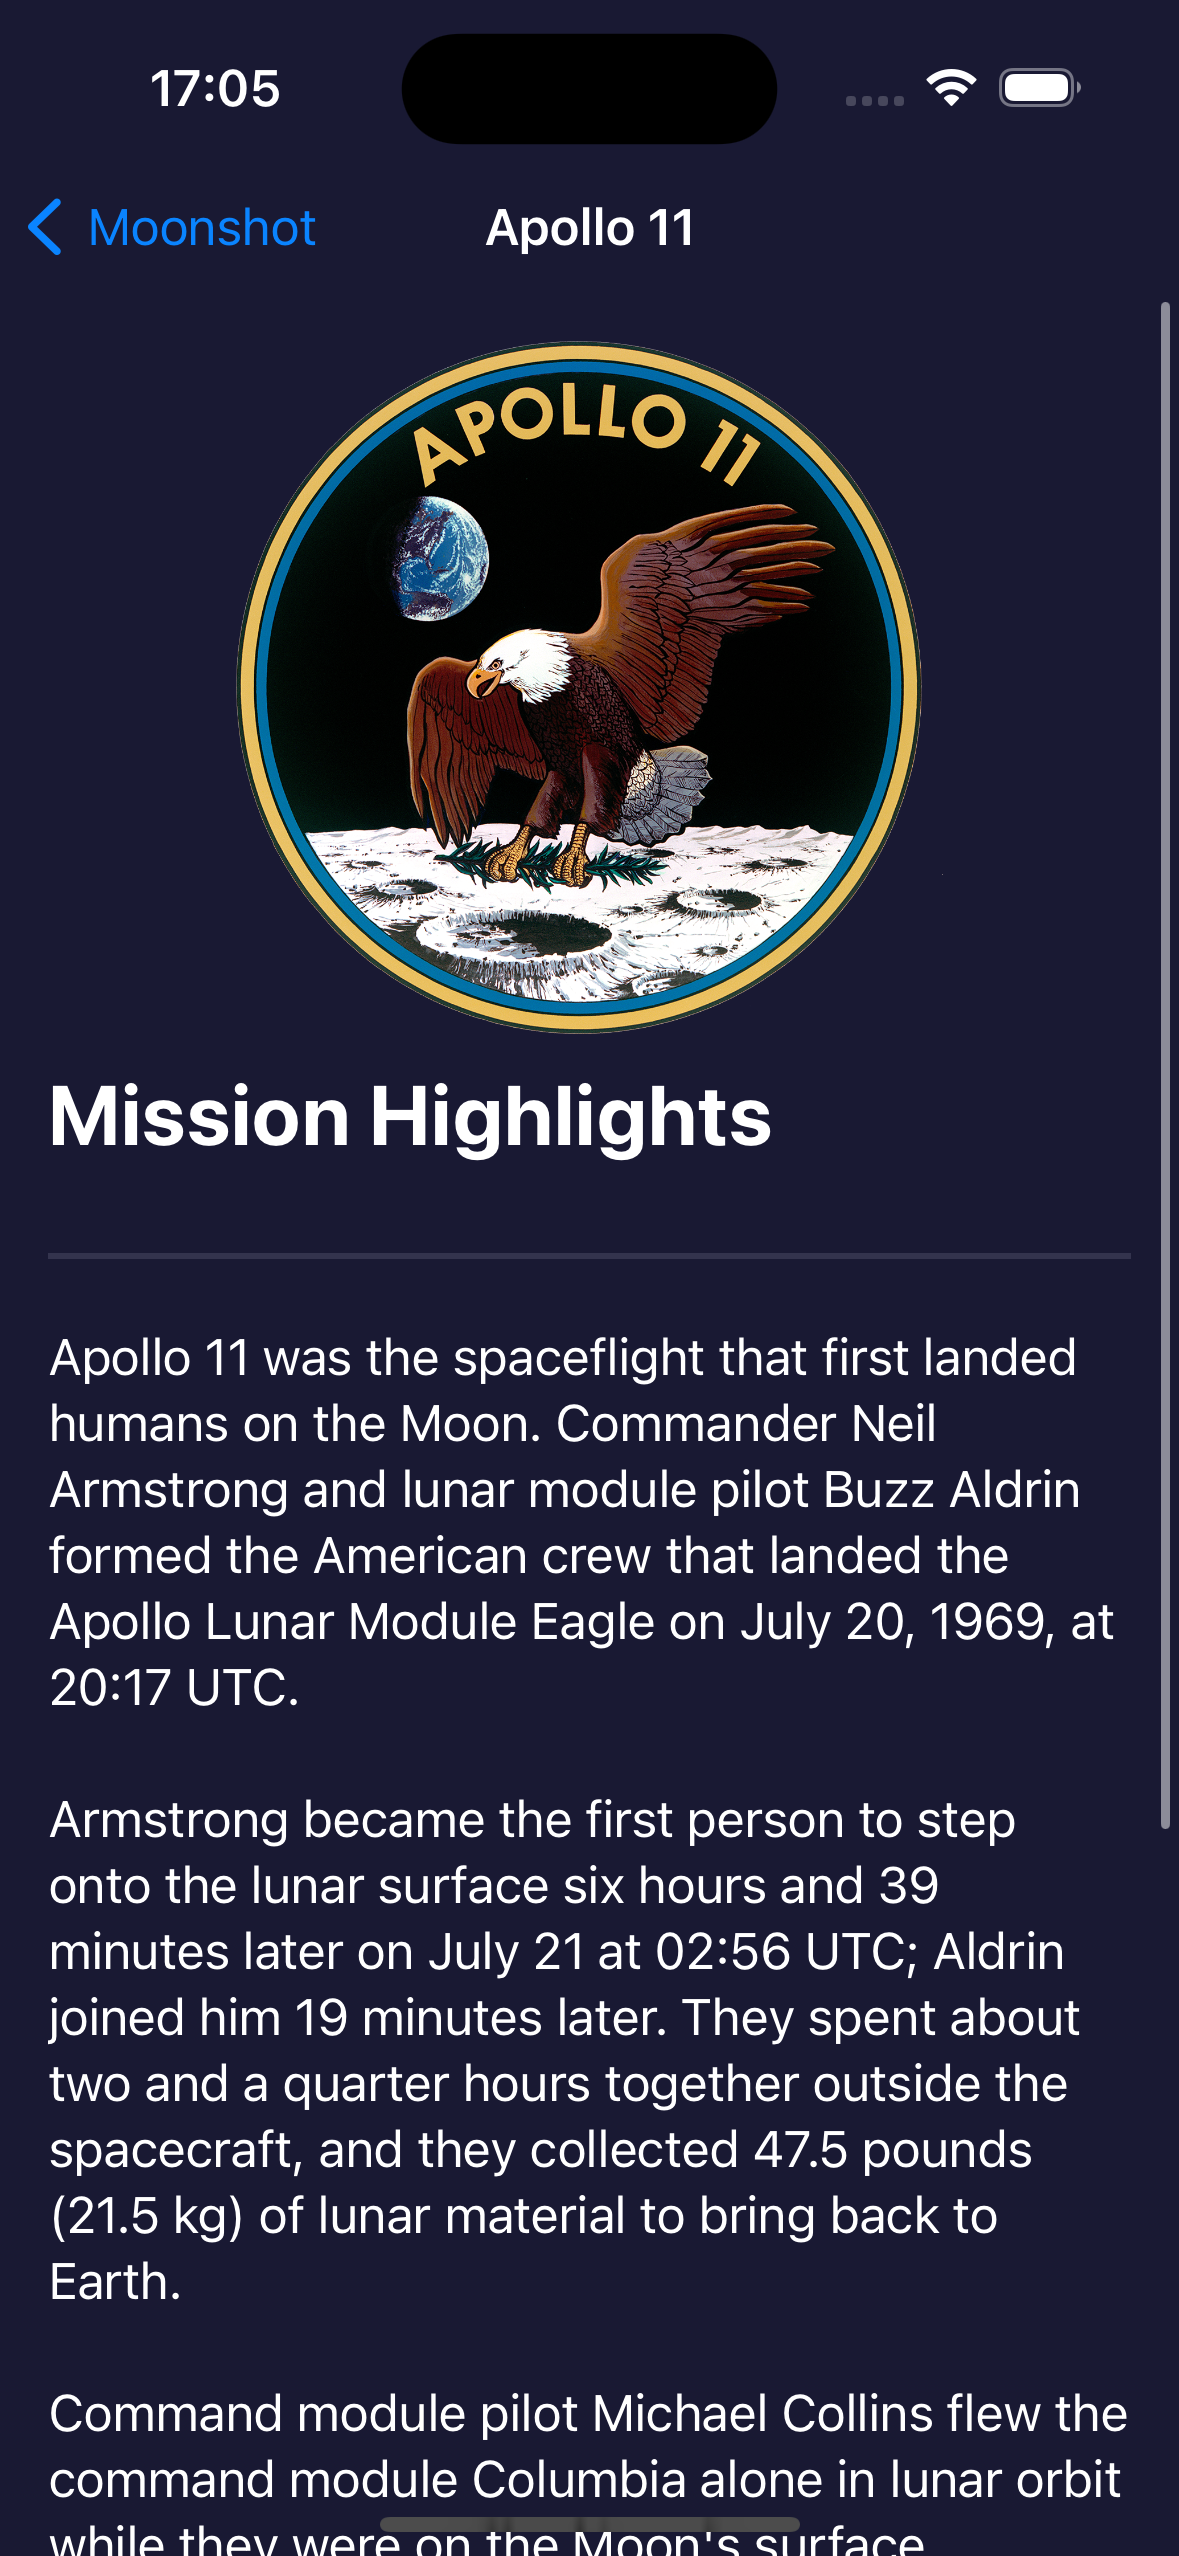 17:05
Moonshot
Apollo 11
APOLLO 11
Mission Highlights
Apollo 11 was the spaceflight that first landed
humans on the Moon. Commander Neil
Armstrong and lunar module pilot Buzz Aldrin
formed the American crew that landed the
Apollo Lunar Module Eagle on July 20, 1969, at
20:17 UTC.
Armstrong became the first person to step
onto the lunar surface six hours and 39
minutes later on July 21 at 02:56 UTC; Aldrin
joined him 19 minutes later. They spent about
two and a quarter hours together outside the
spacecraft, and they collected 47.5 pounds
(21.5 kg) of lunar material to bring back to
Earth.
Command module pilot Michael Collins flew the
command module Columbia alone in lunar orbit
while they were on the Moon's surface